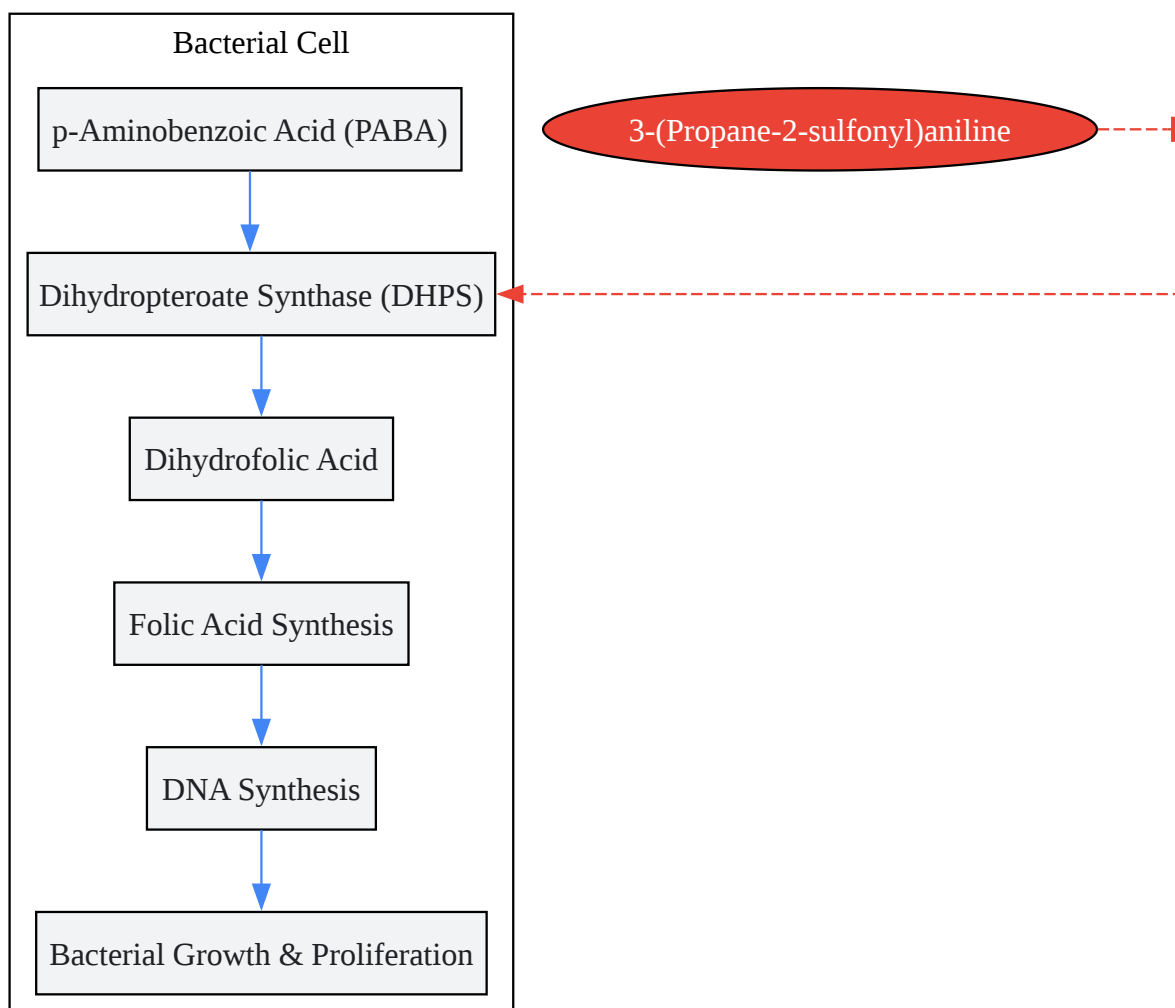 Bacterial Cell
p-Aminobenzoic Acid (PABA)
3-(Propane-2-sulfonyl)aniline
Dihydropteroate Synthase (DHPS)
Dihydrofolic Acid
Folic Acid Synthesis
DNA Synthesis
Bacterial Growth & Proliferation